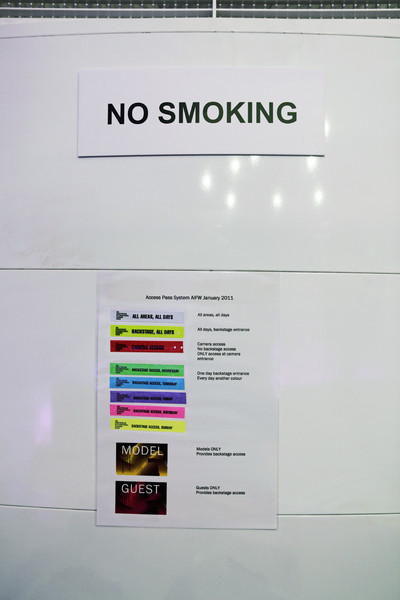 NO SMOKING
Access Pass System AIFW January 2011
ALL AREAS, ALL DAYS
All areas, all days
BACKSTAGE, ALL DAYS
All days, backstage entrance
CAMERA ACCESS
Camera access
No backstage access
ONLY access at camera
entrance
BACKSTAGE ACCESS, WEDNESDAY
One day backstage entrance
Every day another colour
BACKSTAGE ACCESS, THURSDAY
BACKSTAGE ACCESS, FRIDAY
BACKSTAGE ACCESS, SATURDAY
BACKSTAGE ACCESS, SUNDAY
MODEL
Models ONLY
Provides backstage access
GUEST
Guests ONLY
Provides backstage access